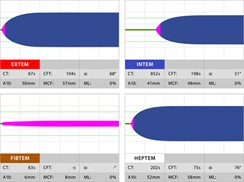 EXTEM
CT: 67s CFT: 104s α: 68°
A10: 50mm MCF: 57mm ML: 0%
INTEM
CT: 852s CFT: 198s α: 51°
A10: 41mm MCF: 48mm ML: 0%
FIBTEM
CT: 63s CFT: -s α: -°
A10: 6mm MCF: 8mm ML: 0%
HEPTEM
CT: 202s CFT: 75s α: 76°
A10: 52mm MCF: 58mm ML: 0%